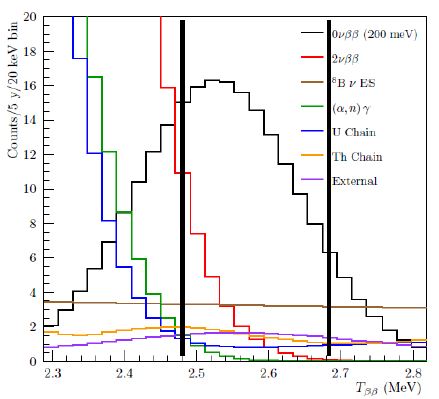 Counts/5 y/20 keV bin
20
18
16
14
12
10
8
6
4
2
0
0νββ (200 meV)
2νββ
⁸B ν ES
(α, n) γ
U Chain
Th Chain
External
2.3 2.4 2.5 2.6 2.7 2.8
Tββ (MeV)